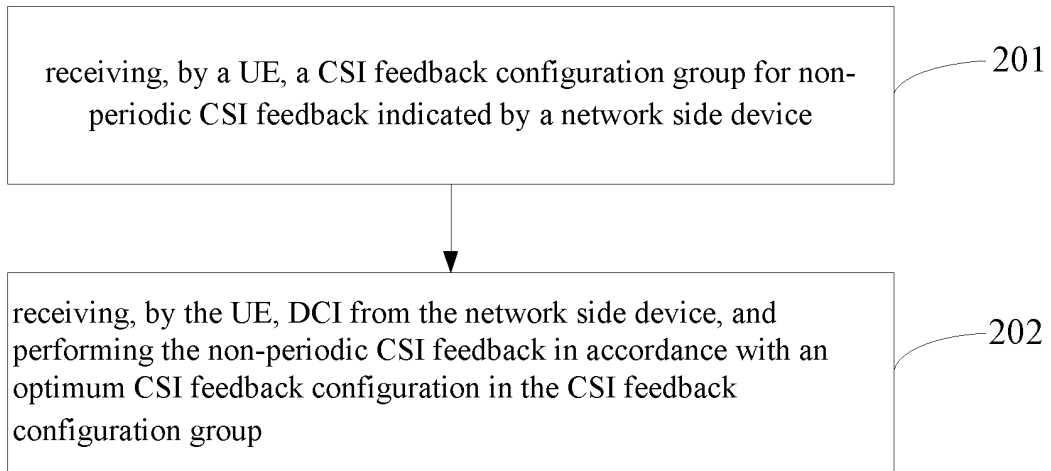 receiving, by a UE, a CSI feedback configuration group for non-
periodic CSI feedback indicated by a network side device
201
receiving, by the UE, DCI from the network side device, and
performing the non-periodic CSI feedback in accordance with an
optimum CSI feedback configuration in the CSI feedback
configuration group
202